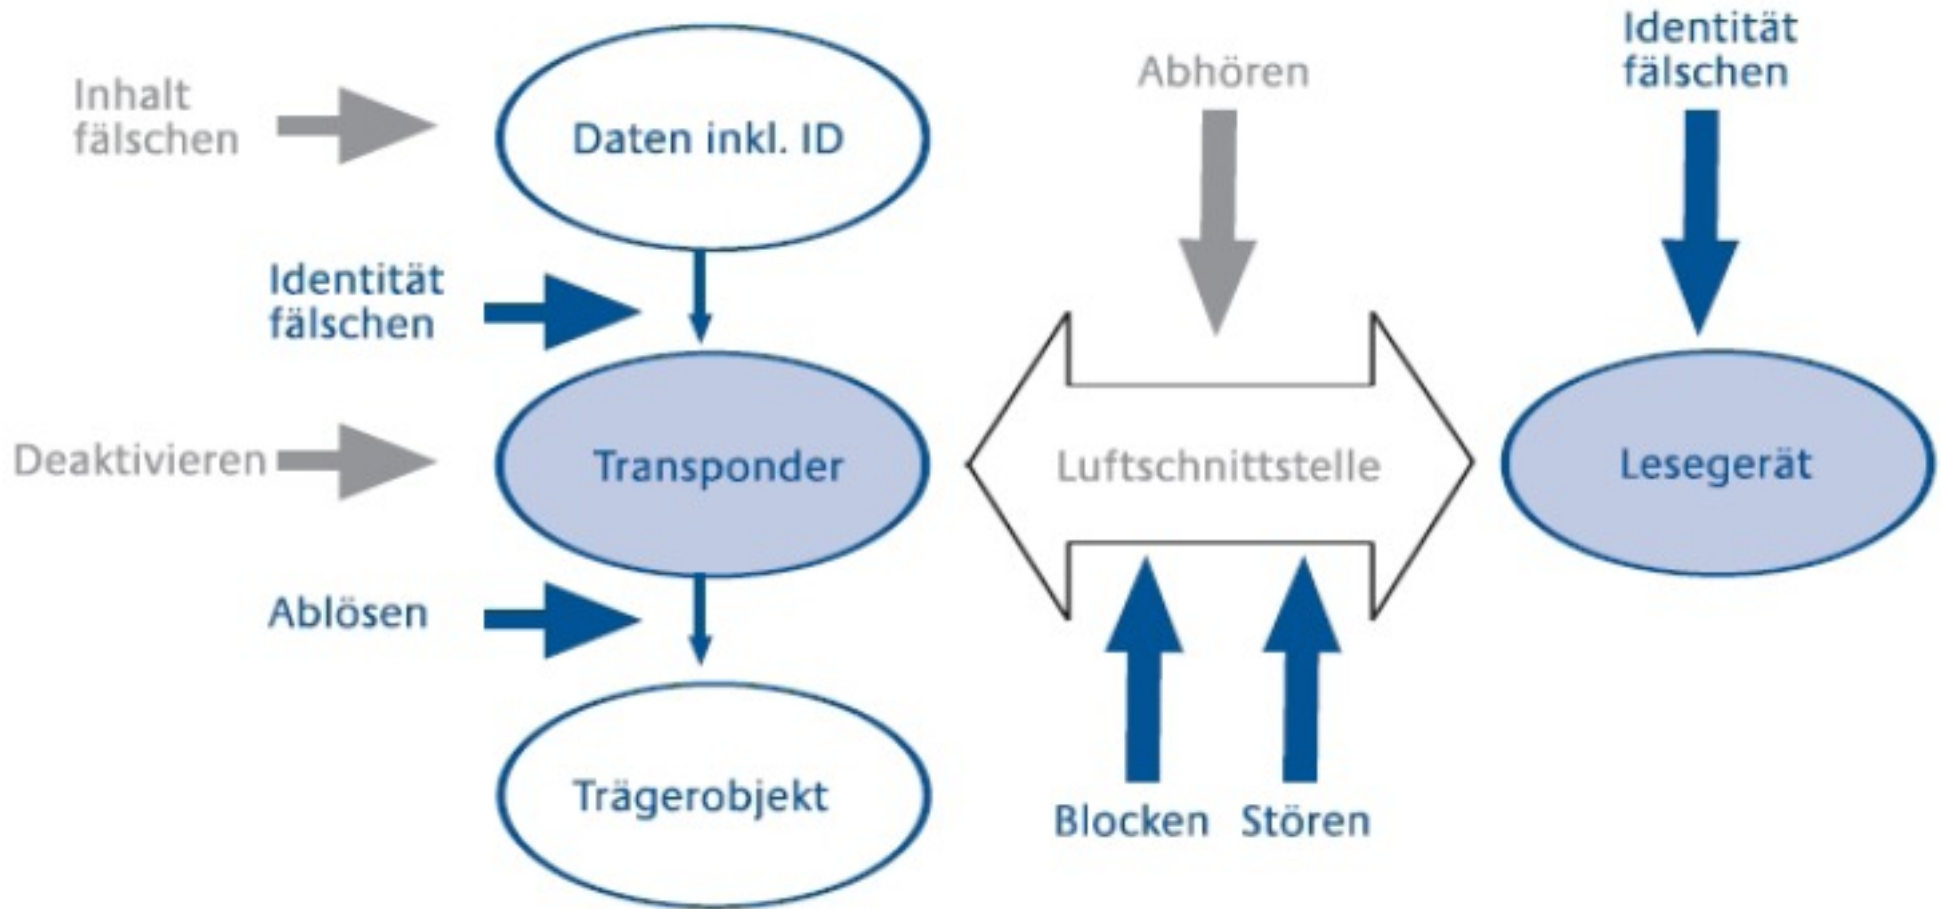 Identität
fälschen
Abhören
Inhalt
fälschen
Daten inkl. ID
Identität
fälschen
Deaktivieren
Transponder
Luftschnittstelle
Lesegerät
Ablösen
Trägerobjekt
Blocken
Stören